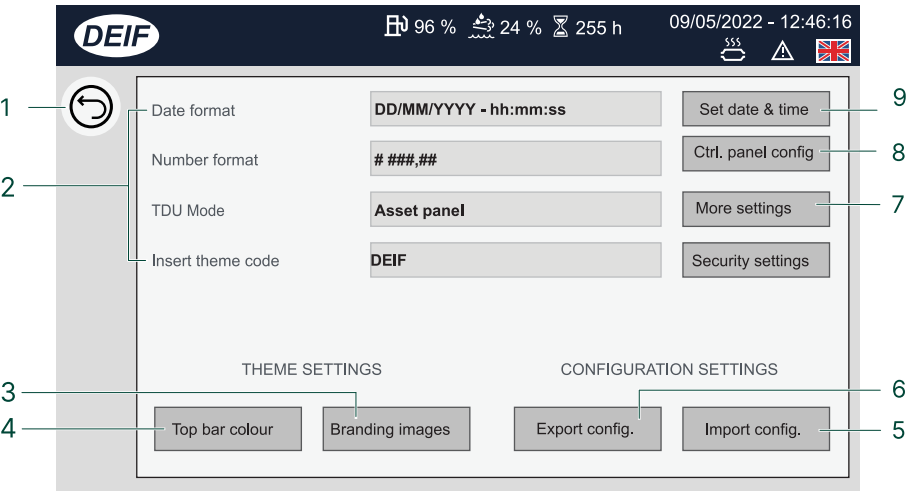 DEIF
96 % 24 % 255 h
09/05/2022 - 12:46:16
1
2
Date format DD/MM/YYYY - hh:mm:ss Set date & time 9
Number format # ###,## Ctrl. panel config 8
TDU Mode Asset panel More settings 7
Insert theme code DEIF Security settings
THEME SETTINGS CONFIGURATION SETTINGS
3 6
4 Top bar colour Branding images Export config. Import config. 5